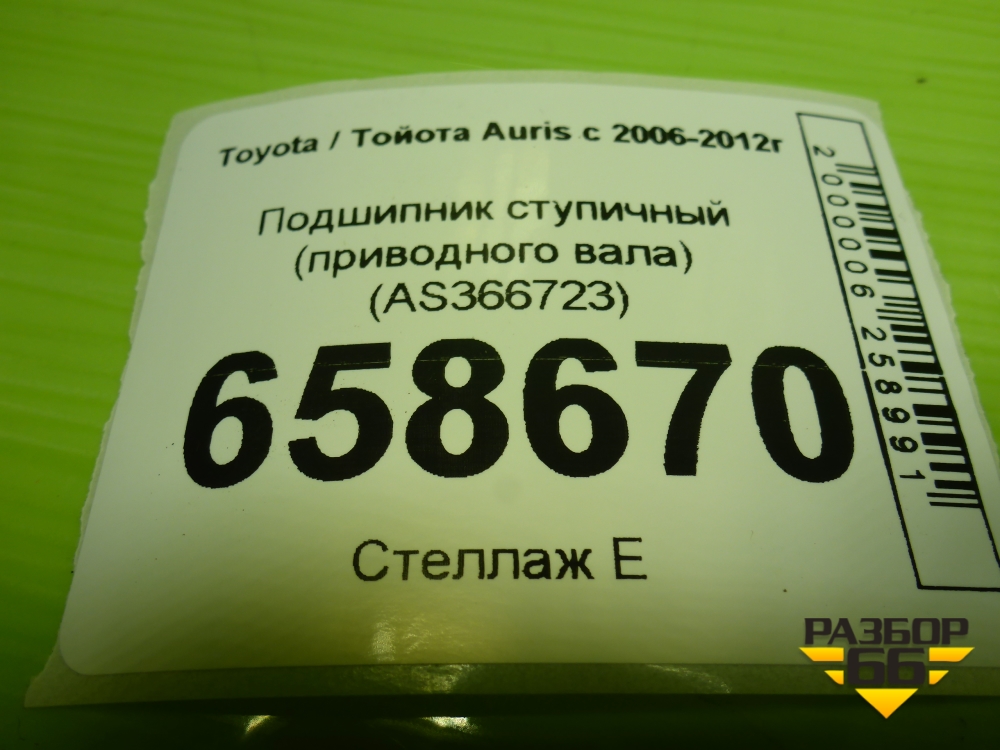 Toyota / Тойота Auris с 2006-2012г
Подшипник ступичный
(приводного вала)
(AS366723)
658670
Стеллаж E
2000006258991
РАЗБОР
66